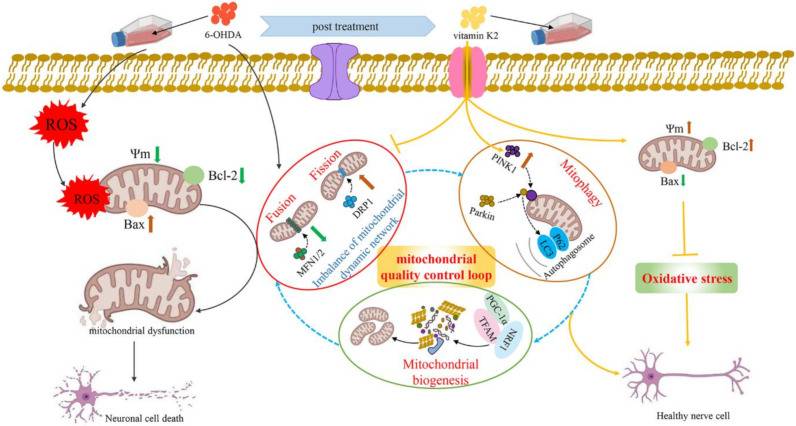 6-OHDA
post treatment
vitamin K2
ROS
Ψm
Bcl-2
ROS
Bax
mitochondrial dysfunction
Neuronal cell death
Fusion
Fission
DRP1
MFN1/2
Imbalance of mitochondrial
dynamic network
PINK1
Mitophagy
Parkin
LC3
P62
Autophagosome
mitochondrial
quality control loop
PGC-1α
TFAM
NRF1
Mitochondrial
biogenesis
Ψm
Bcl-2
Bax
Oxidative stress
Healthy nerve cell